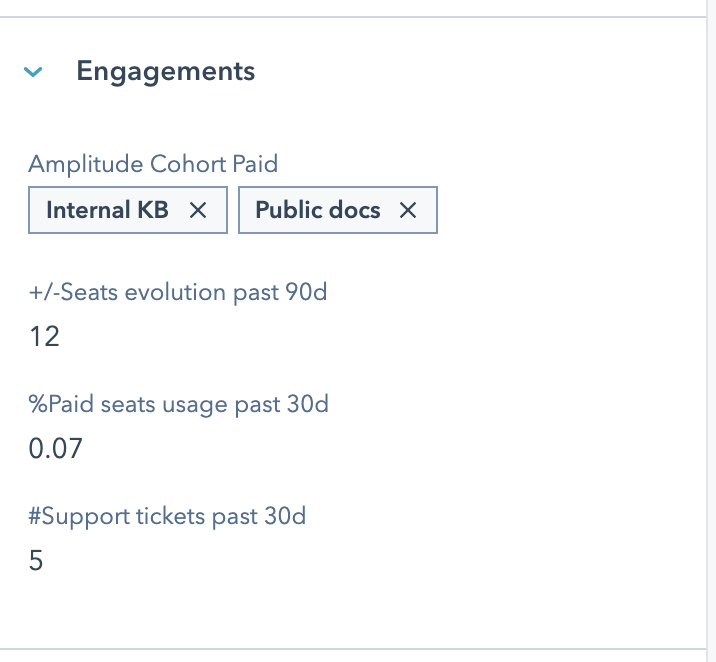 Engagements
Amplitude Cohort Paid
Internal KB Public docs
+/-Seats evolution past 90d
12
%Paid seats usage past 30d
0.07
#Support tickets past 30d
5